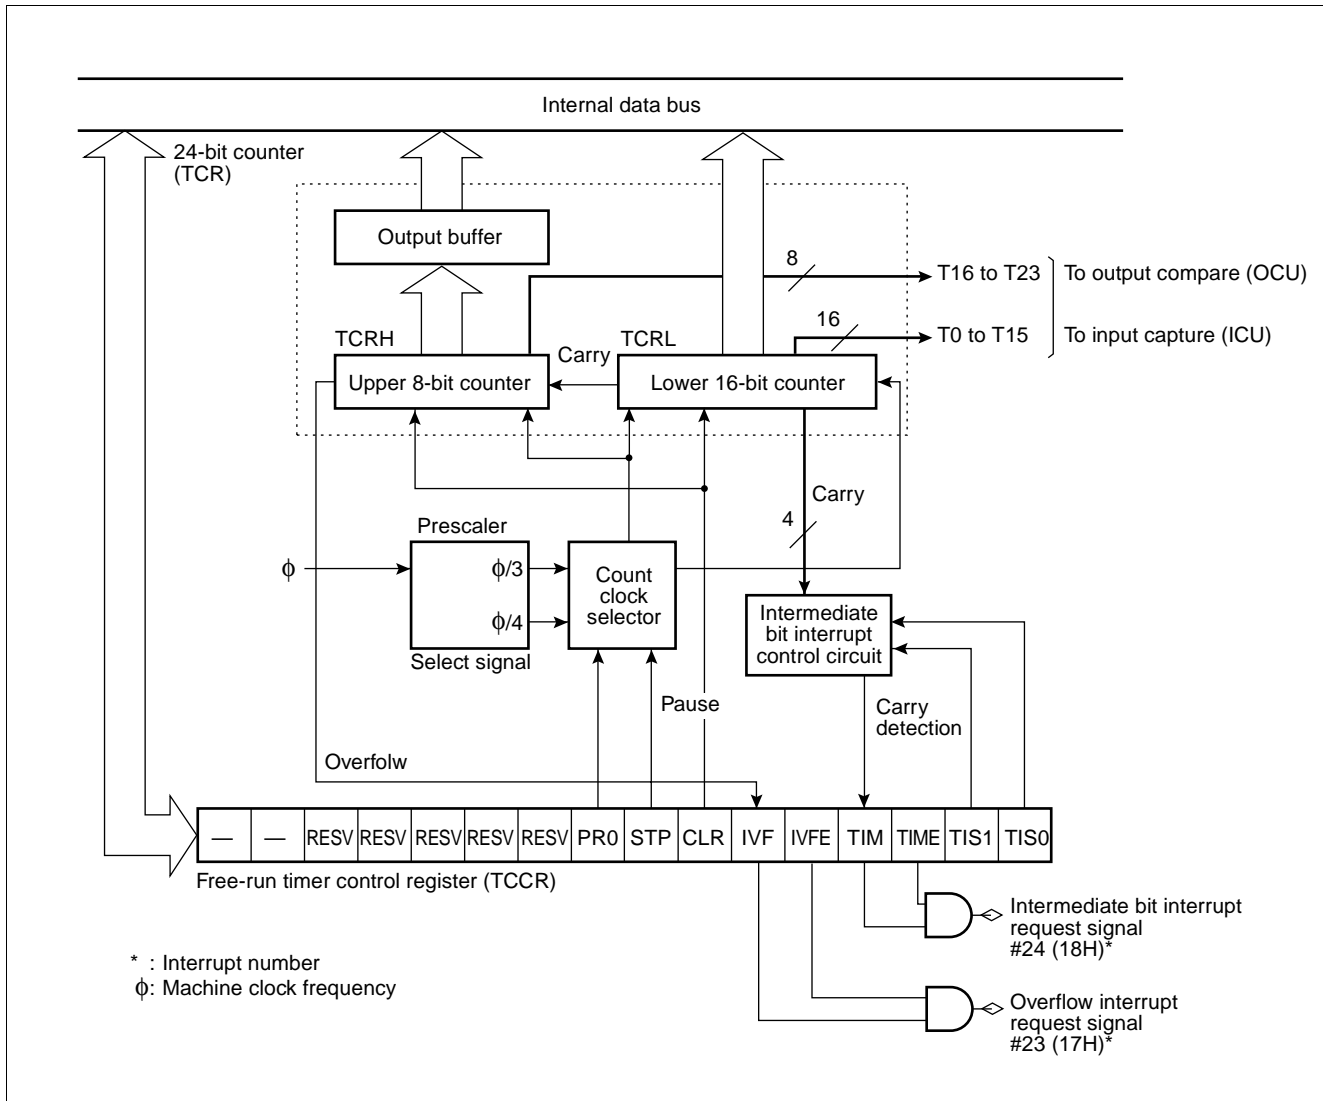 Internal data bus
24-bit counter
(TCR)
Output buffer
8
T16 to T23
To output compare (OCU)
16
T0 to T15
To input capture (ICU)
TCRH
TCRL
Carry
Upper 8-bit counter
Lower 16-bit counter
Carry
4
Prescaler
ϕ
ϕ/3
ϕ/4
Select signal
Count
clock
selector
Intermediate
bit interrupt
control circuit
Pause
Carry
detection
Overfolw
— — RESV RESV RESV RESV RESV PR0 STP CLR IVF IVFE TIM TIME TIS1 TIS0
Free-run timer control register (TCCR)
Intermediate bit interrupt
request signal
#24 (18H)*
* : Interrupt number
ϕ: Machine clock frequency
Overflow interrupt
request signal
#23 (17H)*